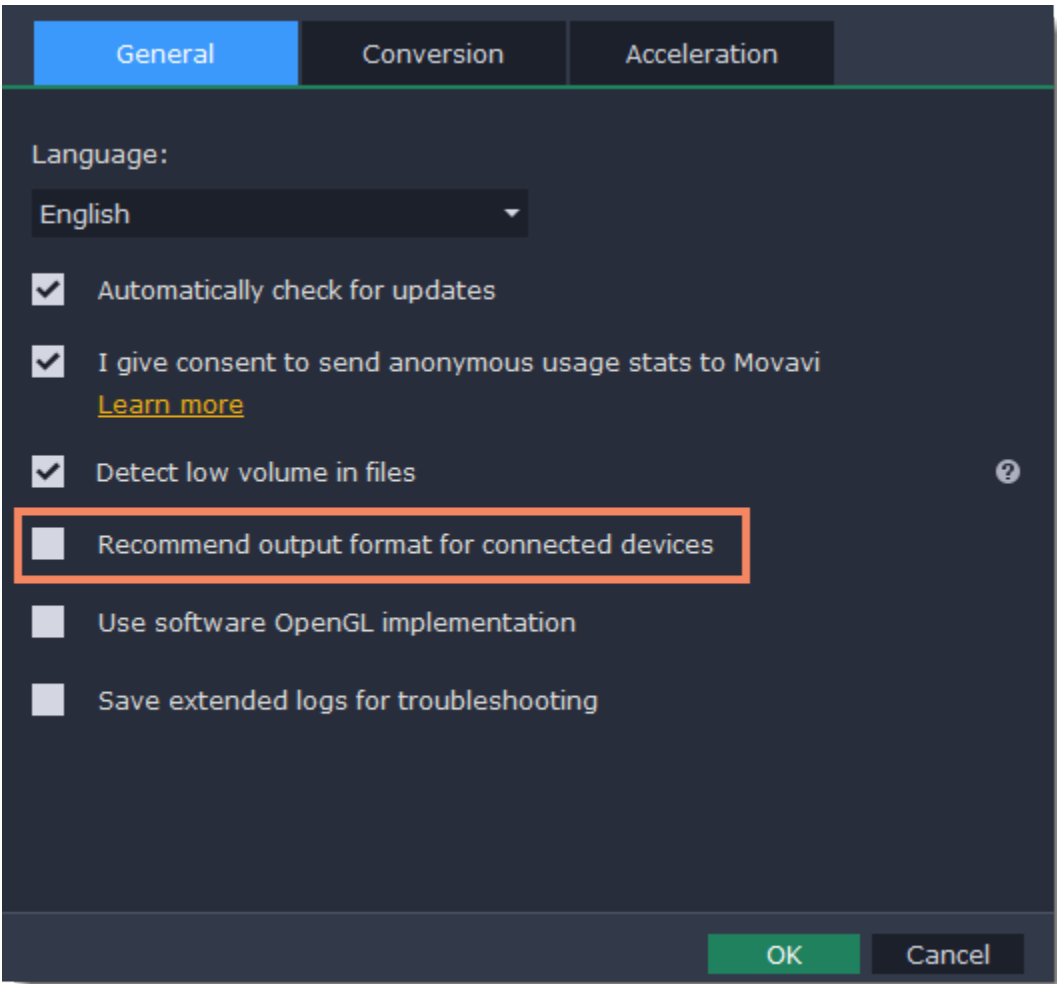 General Conversion Acceleration
Language:
English
Automatically check for updates
I give consent to send anonymous usage stats to Movavi
Learn more
Detect low volume in files ?
Recommend output format for connected devices
Use software OpenGL implementation
Save extended logs for troubleshooting
OK Cancel